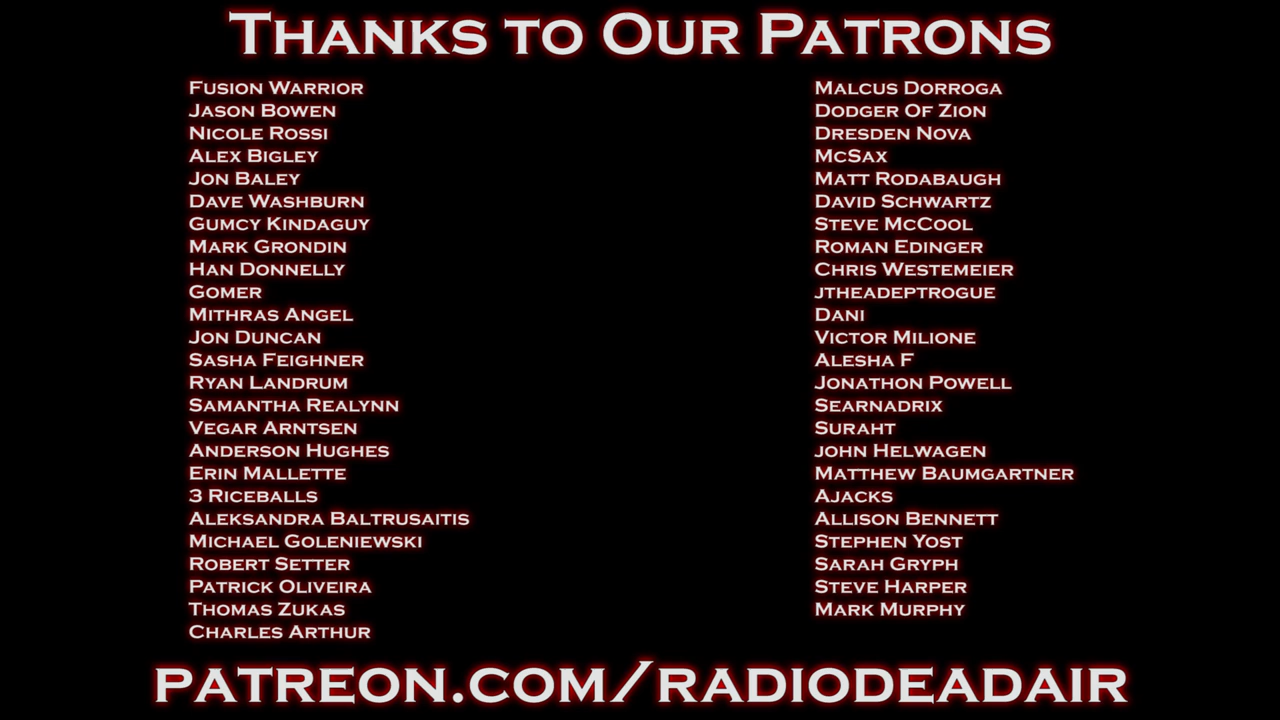 Thanks to Our Patrons
Fusion Warrior
Jason Bowen
Nicole Rossi
Alex Bigley
Jon Baley
Dave Washburn
Gumcy Kindaguy
Mark Grondin
Han Donnelly
Gomer
Mithras Angel
Jon Duncan
Sasha Feighner
Ryan Landrum
Samantha Realynn
Vegar Arntsen
Anderson Hughes
Erin Mallette
3 Riceballs
Aleksandra Baltrusaitis
Michael Goleniewski
Robert Setter
Patrick Oliveira
Thomas Zukas
Charles Arthur
Malcus Dorroga
Dodger Of Zion
Dresden Nova
McSax
Matt Rodabaugh
David Schwartz
Steve McCool
Roman Edinger
Chris Westemeier
jtheadeptrogue
Dani
Victor Milione
Alesha F
Jonathon Powell
Searnadrix
Suraht
john Helwagen
Matthew Baumgartner
Ajacks
Allison Bennett
Stephen Yost
Sarah Gryph
Steve Harper
Mark Murphy
patreon.com/radiodeadair